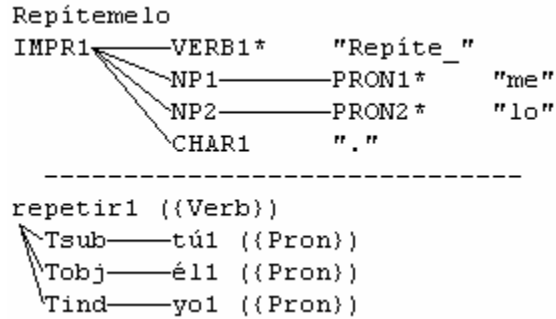 Repítemelo
IMPR1 VERB1* "Repíte_"
NP1 PRON1* "me"
NP2 PRON2* "lo"
CHAR1 "."
repetir1 ({Verb})
Tsub tú1 ({Pron})
Tobj él1 ({Pron})
Tind yo1 ({Pron})